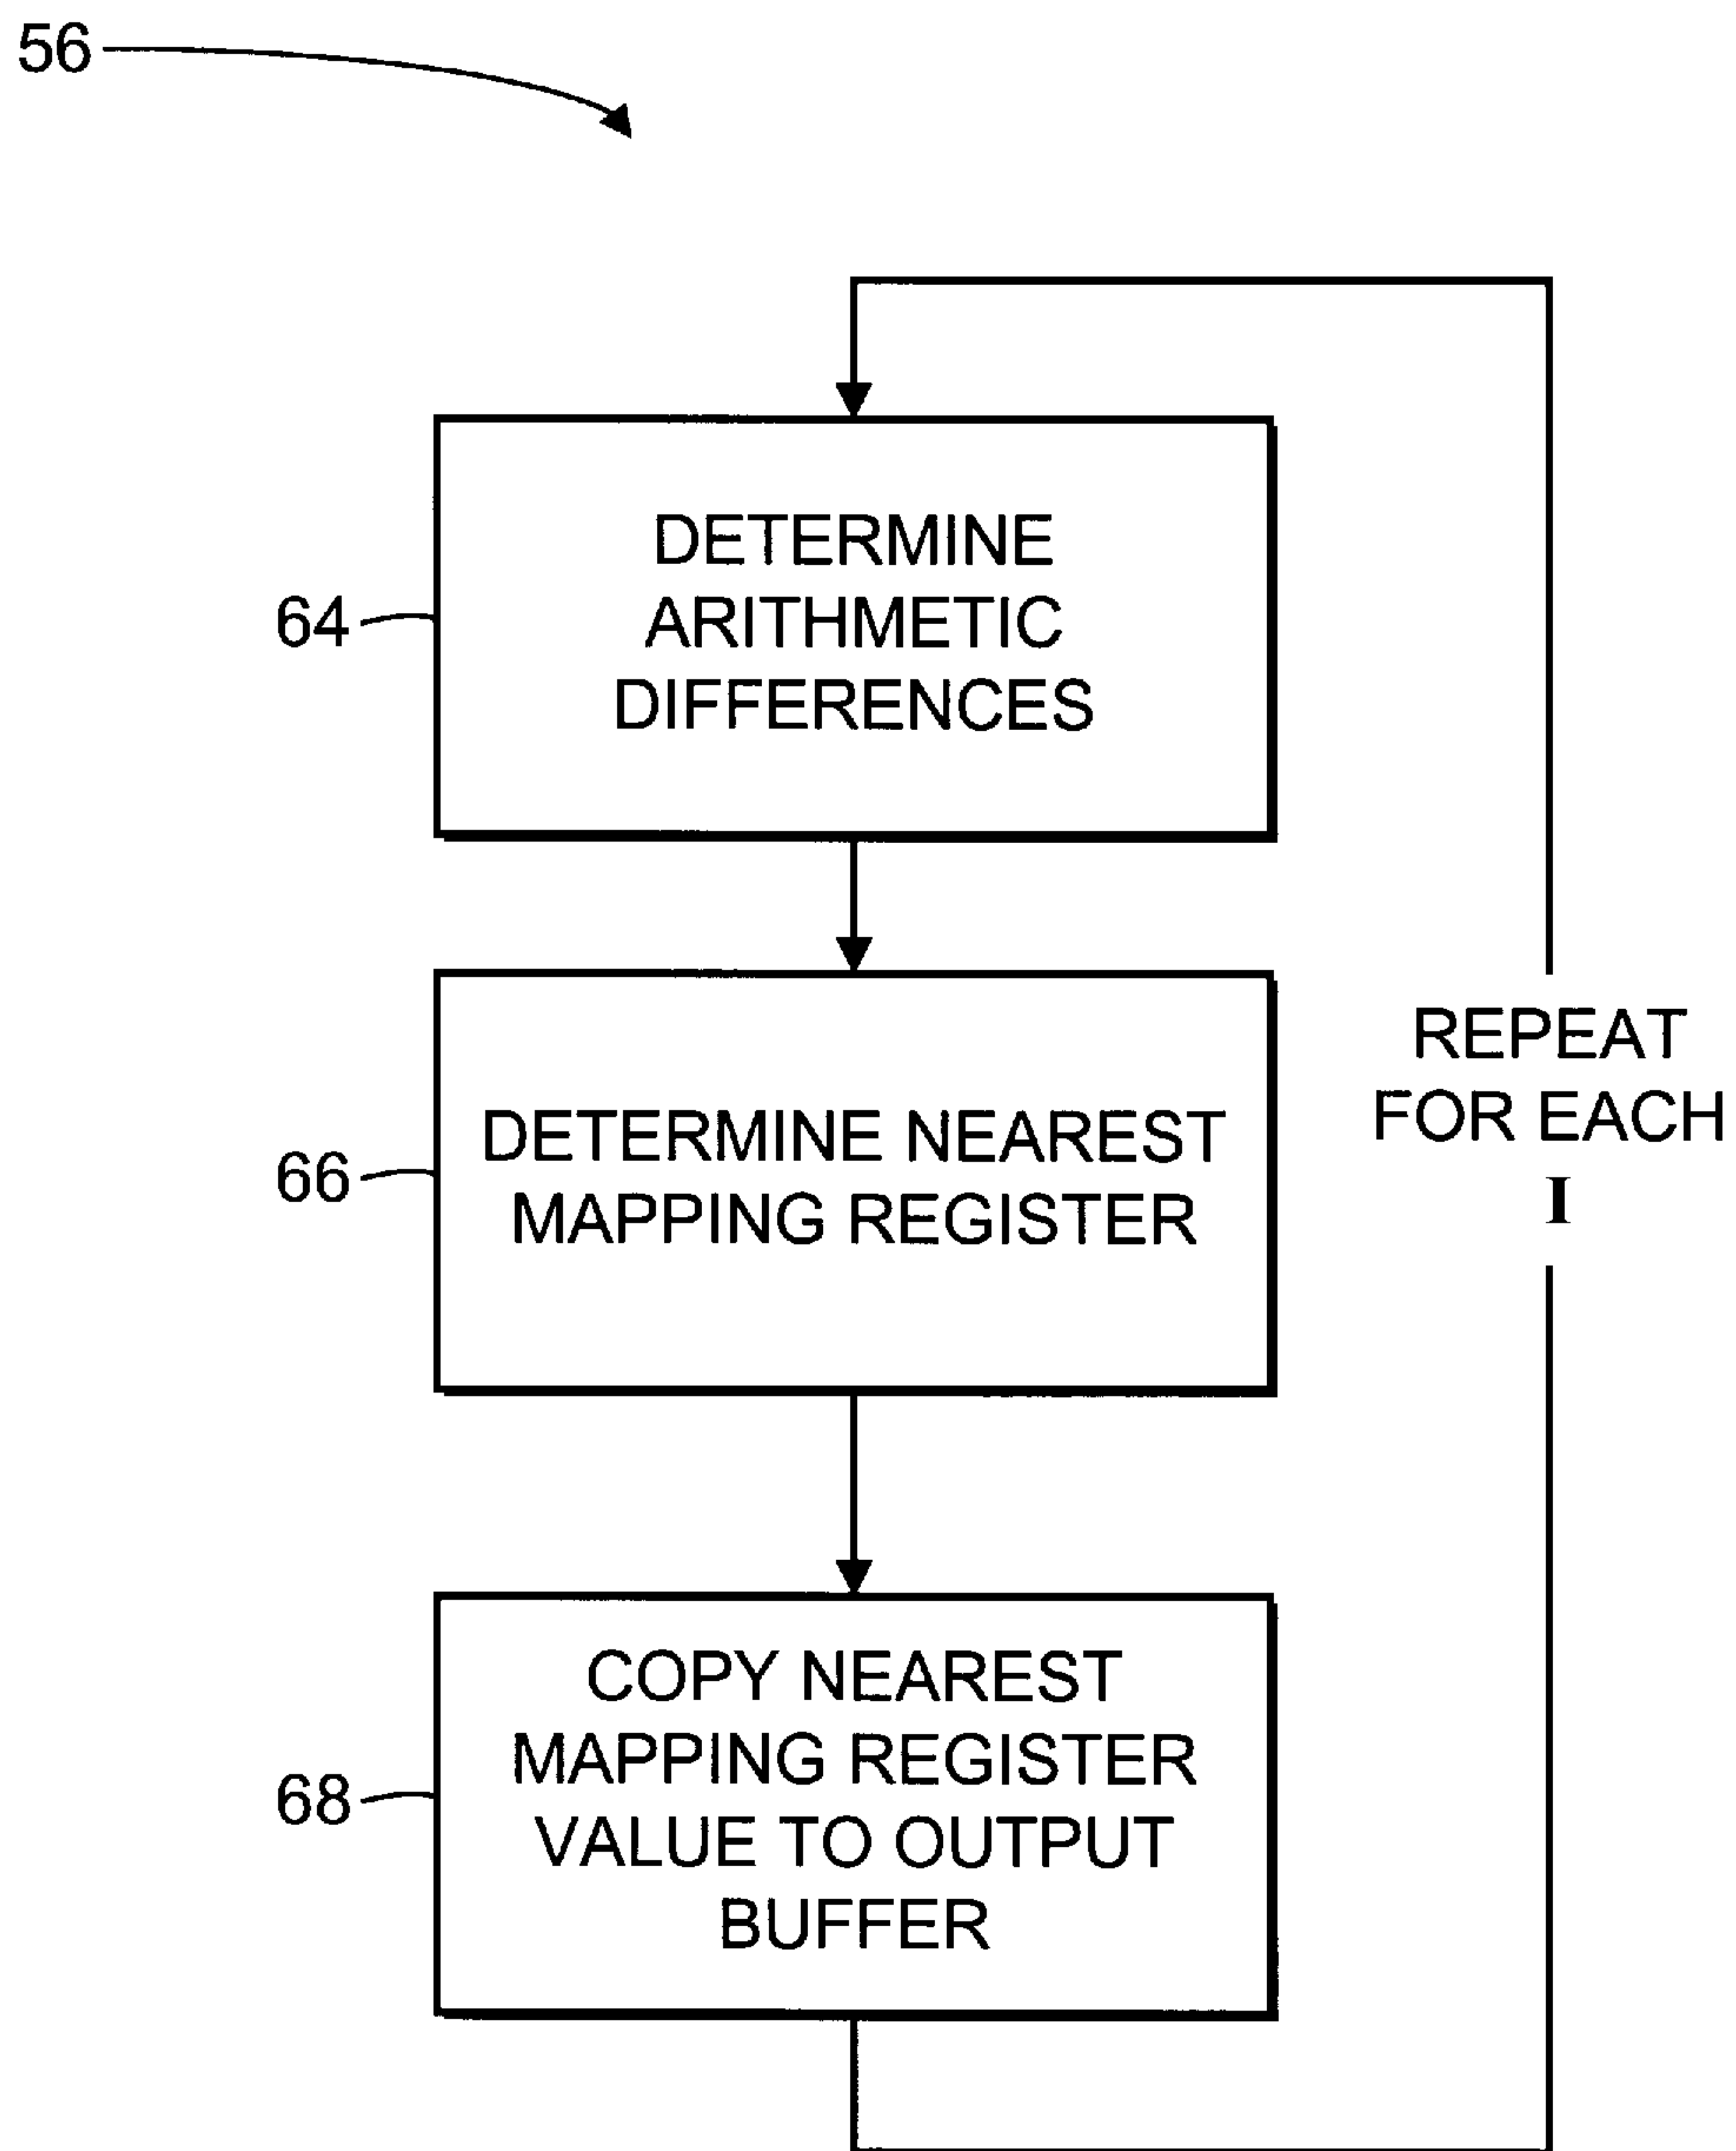 56
64
DETERMINE
ARITHMETIC
DIFFERENCES
66
DETERMINE NEAREST
MAPPING REGISTER
REPEAT
FOR EACH
I
68
COPY NEAREST
MAPPING REGISTER
VALUE TO OUTPUT
BUFFER